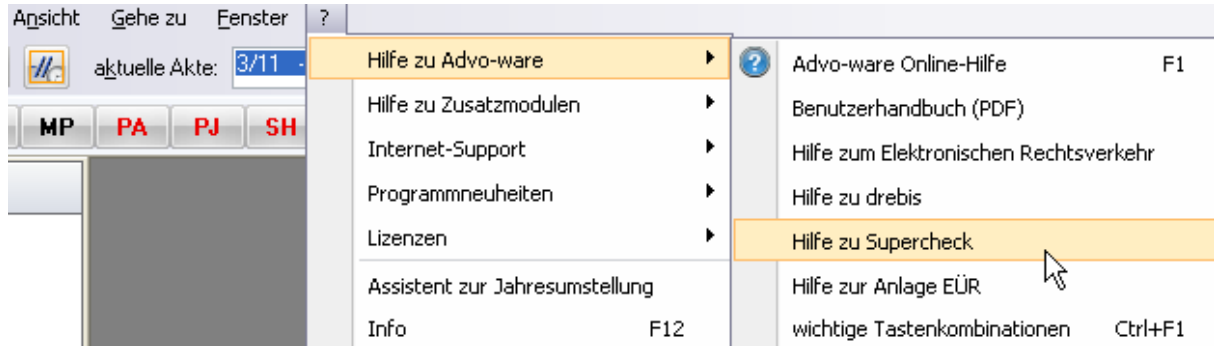 Ansicht Gehe zu Fenster ?
aktuelle Akte: 3/11 -
MP PA PJ SH
Hilfe zu Advo-ware
Hilfe zu Zusatzmodulen
Internet-Support
Programmneuheiten
Lizenzen
Assistent zur Jahresumstellung
Info F12
Advo-ware Online-Hilfe F1
Benutzerhandbuch (PDF)
Hilfe zum Elektronischen Rechtsverkehr
Hilfe zu drebis
Hilfe zu Supercheck
Hilfe zur Anlage EÜR
wichtige Tastenkombinationen Ctrl+F1